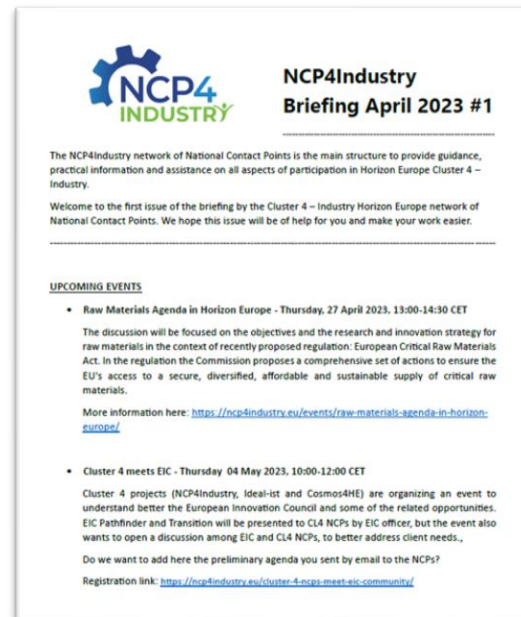 NCP4
INDUSTRY
NCP4Industry
Briefing April 2023 #1
The NCP4Industry network of National Contact Points is the main structure to provide guidance,
practical information and assistance on all aspects of participation in Horizon Europe Cluster 4 –
Industry.
Welcome to the first issue of the briefing by the Cluster 4 – Industry Horizon Europe network of
National Contact Points. We hope this issue will be of help for you and make your work easier.
UPCOMING EVENTS
• Raw Materials Agenda in Horizon Europe - Thursday, 27 April 2023, 13:00-14:30 CET
The discussion will be focused on the objectives and the research and innovation strategy for
raw materials in the context of recently proposed regulation: European Critical Raw Materials
Act. In the regulation the Commission proposes a comprehensive set of actions to ensure the
EU's access to a secure, diversified, affordable and sustainable supply of critical raw
materials.
More information here: https://ncp4industry.eu/events/raw-materials-agenda-in-horizon-
europe/
• Cluster 4 meets EIC - Thursday 04 May 2023, 10:00-12:00 CET
Cluster 4 projects (NCP4Industry, Ideal-ist and Cosmos4HE) are organizing an event to
understand better the European Innovation Council and some of the related opportunities.
EIC Pathfinder and Transition will be presented to CL4 NCPs by EIC officer, but the event also
wants to open a discussion among EIC and CL4 NCPs, to better address client needs.,
Do we want to add here the preliminary agenda you sent by email to the NCPs?
Registration link: https://ncp4industry.eu/cluster-4-ncps-meet-eic-community/